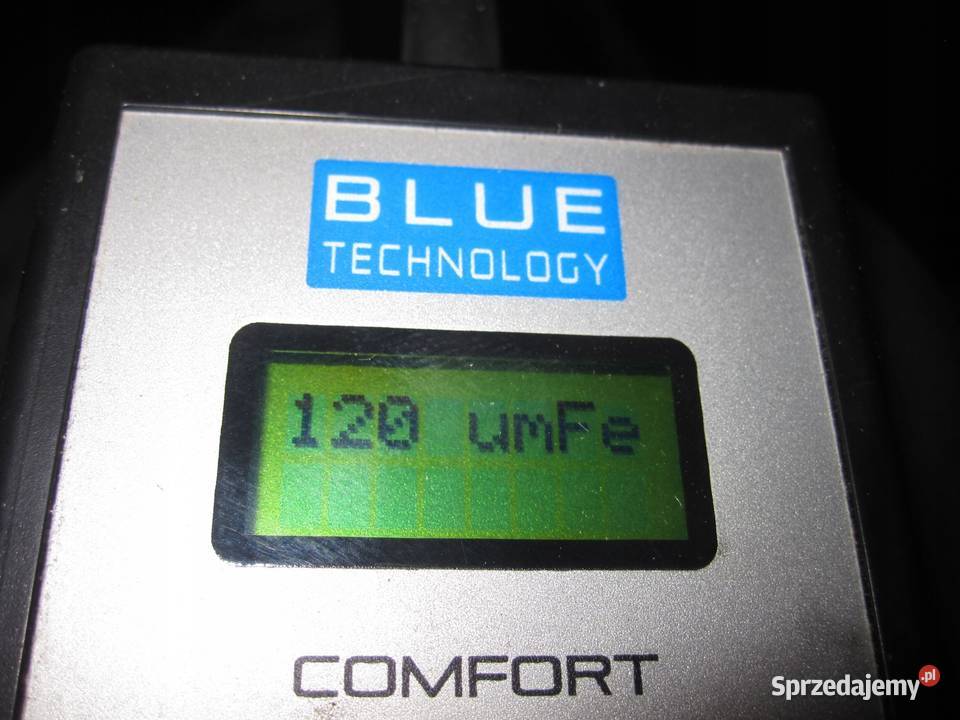 BLUE
TECHNOLOGY
120 umFe
COMFORT
Sprzedajemy.pl